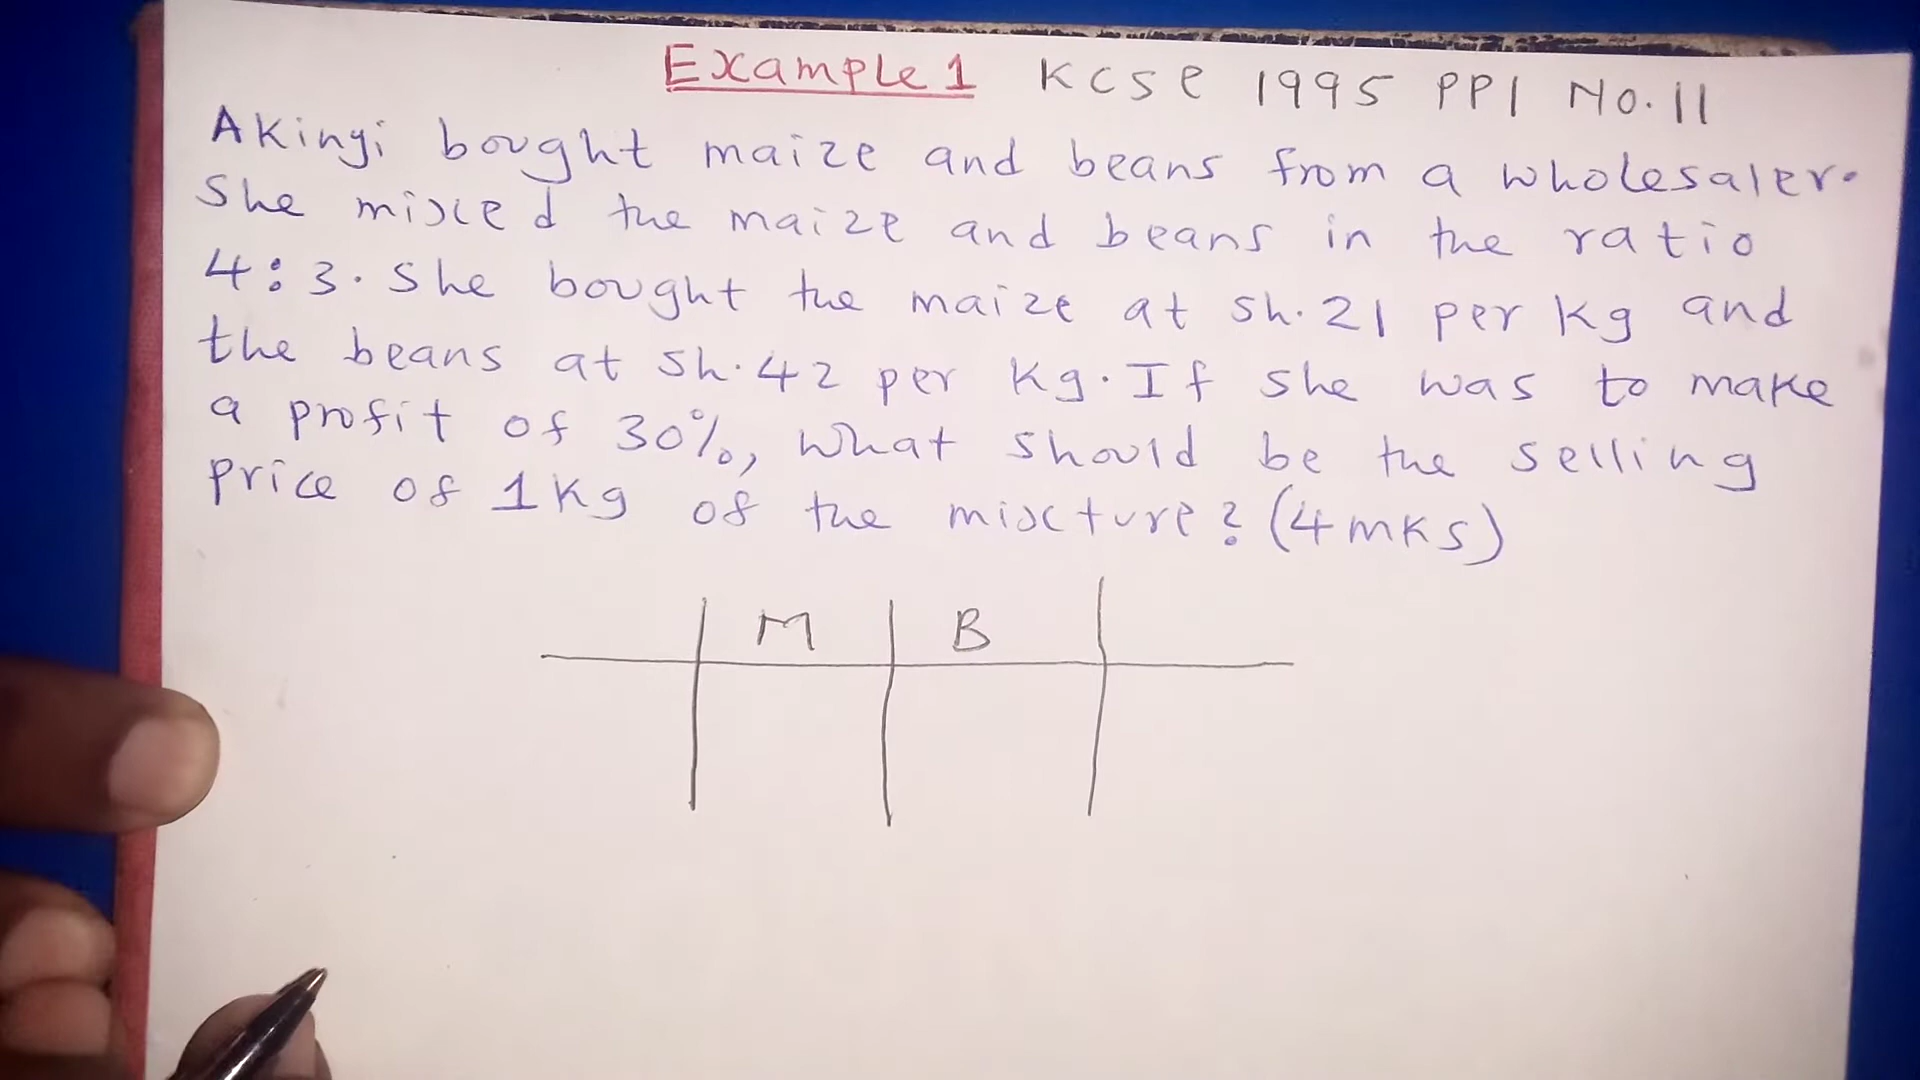 Example 1 KCSE 1995 PP1 No. 11
Akinyi bought maize and beans from a wholesaler.
She mixed the maize and beans in the ratio
4:3. She bought the maize at sh. 21 per kg and
the beans at sh. 42 per kg. If she was to make
a profit of 30%, what should be the selling
price of 1kg of the mixture? (4mks)
M B